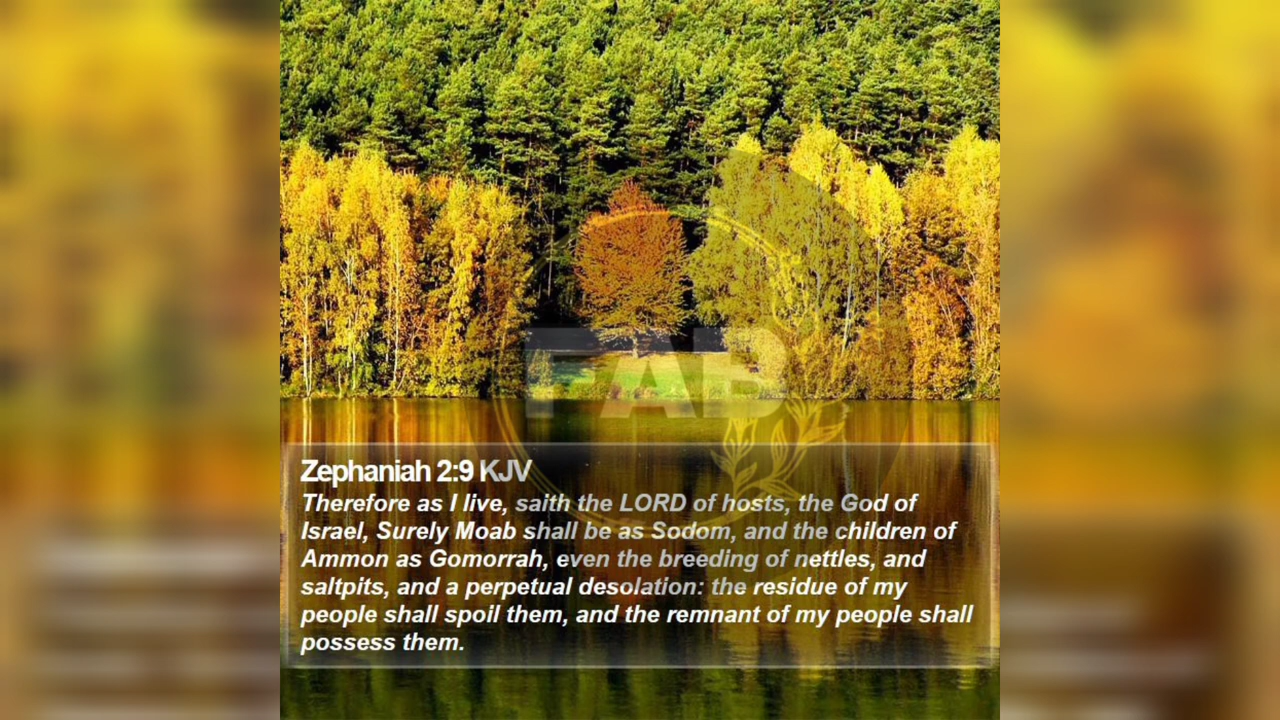 FAB
Zephaniah 2:9 KJV
Therefore as I live, saith the LORD of hosts, the God of
Israel, Surely Moab shall be as Sodom, and the children of
Ammon as Gomorrah, even the breeding of nettles, and
saltpits, and a perpetual desolation: the residue of my
people shall spoil them, and the remnant of my people shall
possess them.